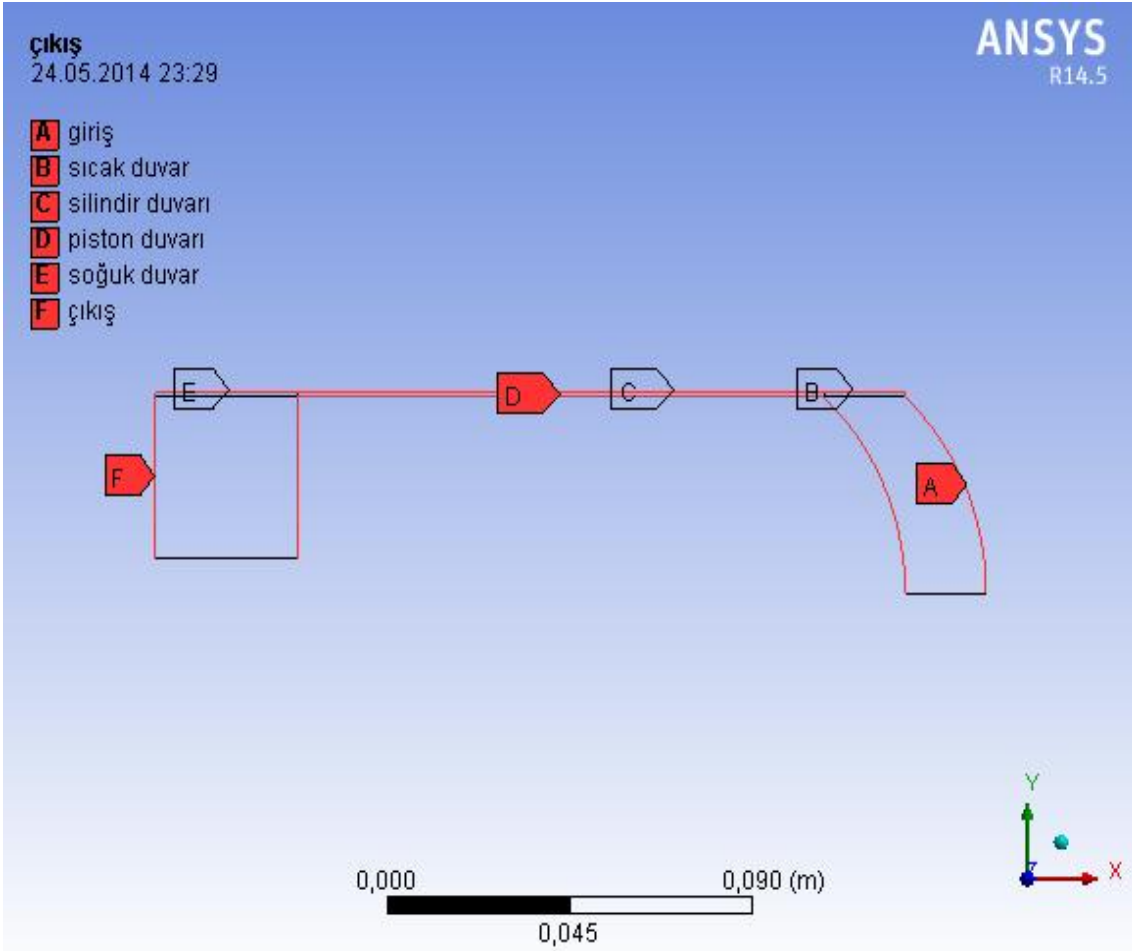 çıkış
24.05.2014 23:29
ANSYS
R14.5
A giriş
B sıcak duvar
C silindir duvarı
D piston duvarı
E soğuk duvar
F çıkış
E
D
C
B
F
A
Y
Z
X
0,000
0,090 (m)
0,045